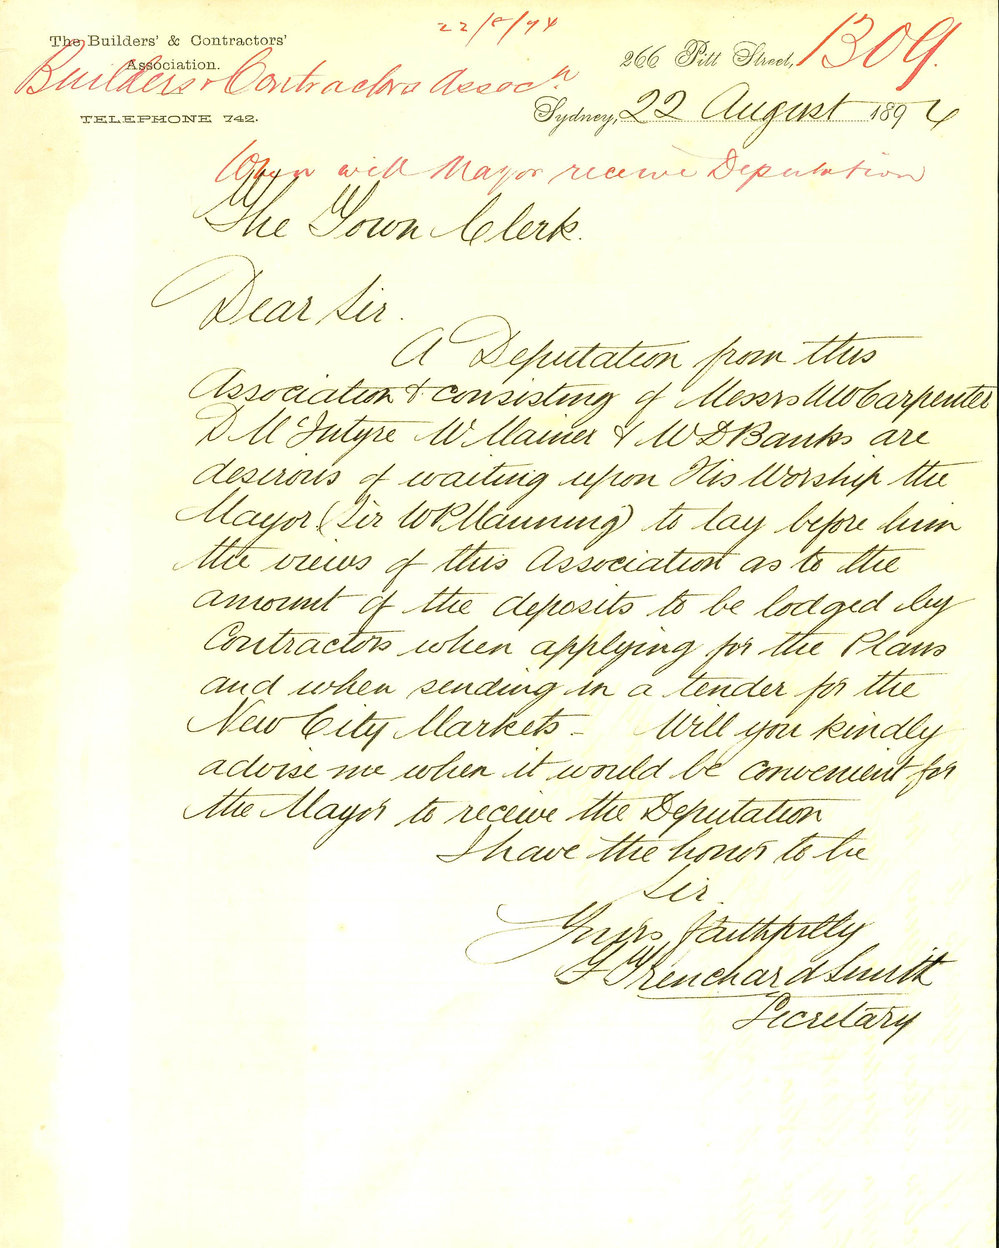 22/8/94
The Builders' & Contractors'
Association.
Builders & Contractors Assoc.n
TELEPHONE 742.
266 Pitt Street,
1309.
Sydney, 22 August 1894
When will Mayor receive Deputation
The Town Clerk.
Dear Sir.
A Deputation from this
Association & consisting of Messrs Carpenter
D McIntyre W Mainer & W D Banks are
desirous of waiting upon His Worship the
Mayor (Sir W P Manning) to lay before him
the views of this Association as to the
amount of the deposits to be lodged by
Contractors when applying for the Plans
and when sending in a tender for the
New City Markets - Will you kindly
advise me when it would be convenient for
the Mayor to receive the Deputation
I have the honor to be
Sir.
Yours faithfully
F Trenchard Smith
Secretary